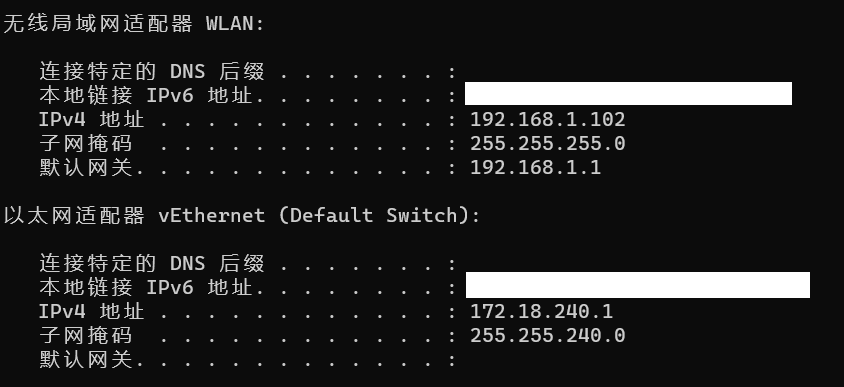 无线局域网适配器 WLAN:
连接特定的 DNS 后缀 . . . . . . . :
本地链接 IPv6 地址. . . . . . . . :
IPv4 地址 . . . . . . . . . . . . : 192.168.1.102
子网掩码  . . . . . . . . . . . . : 255.255.255.0
默认网关. . . . . . . . . . . . . : 192.168.1.1
以太网适配器 vEthernet (Default Switch):
连接特定的 DNS 后缀 . . . . . . . :
本地链接 IPv6 地址. . . . . . . . :
IPv4 地址 . . . . . . . . . . . . : 172.18.240.1
子网掩码  . . . . . . . . . . . . : 255.255.240.0
默认网关. . . . . . . . . . . . . :